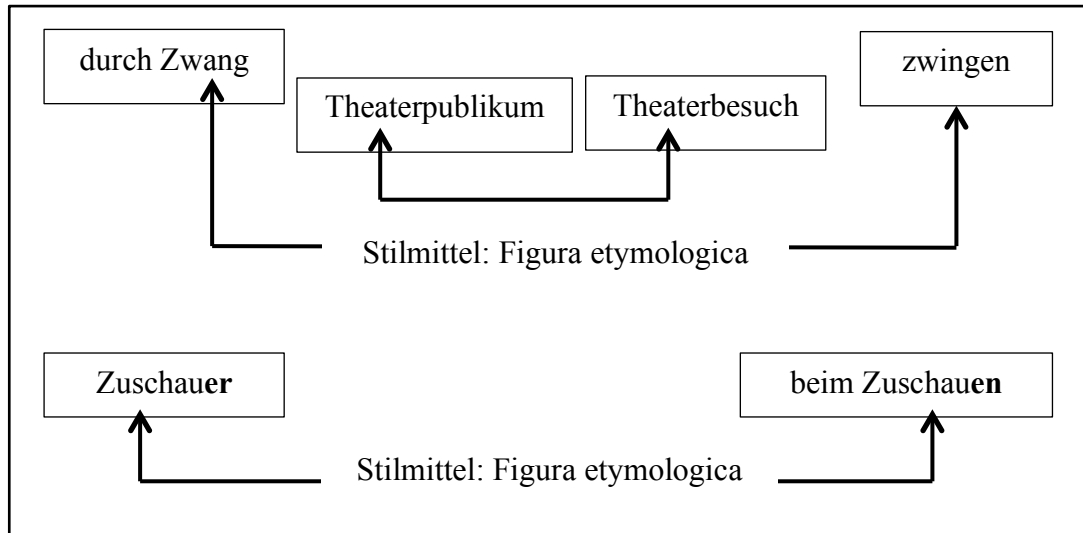 durch Zwang
zwingen
Theaterpublikum
Theaterbesuch
Stilmittel: Figura etymologica
Zuschauer
beim Zuschauen
Stilmittel: Figura etymologica